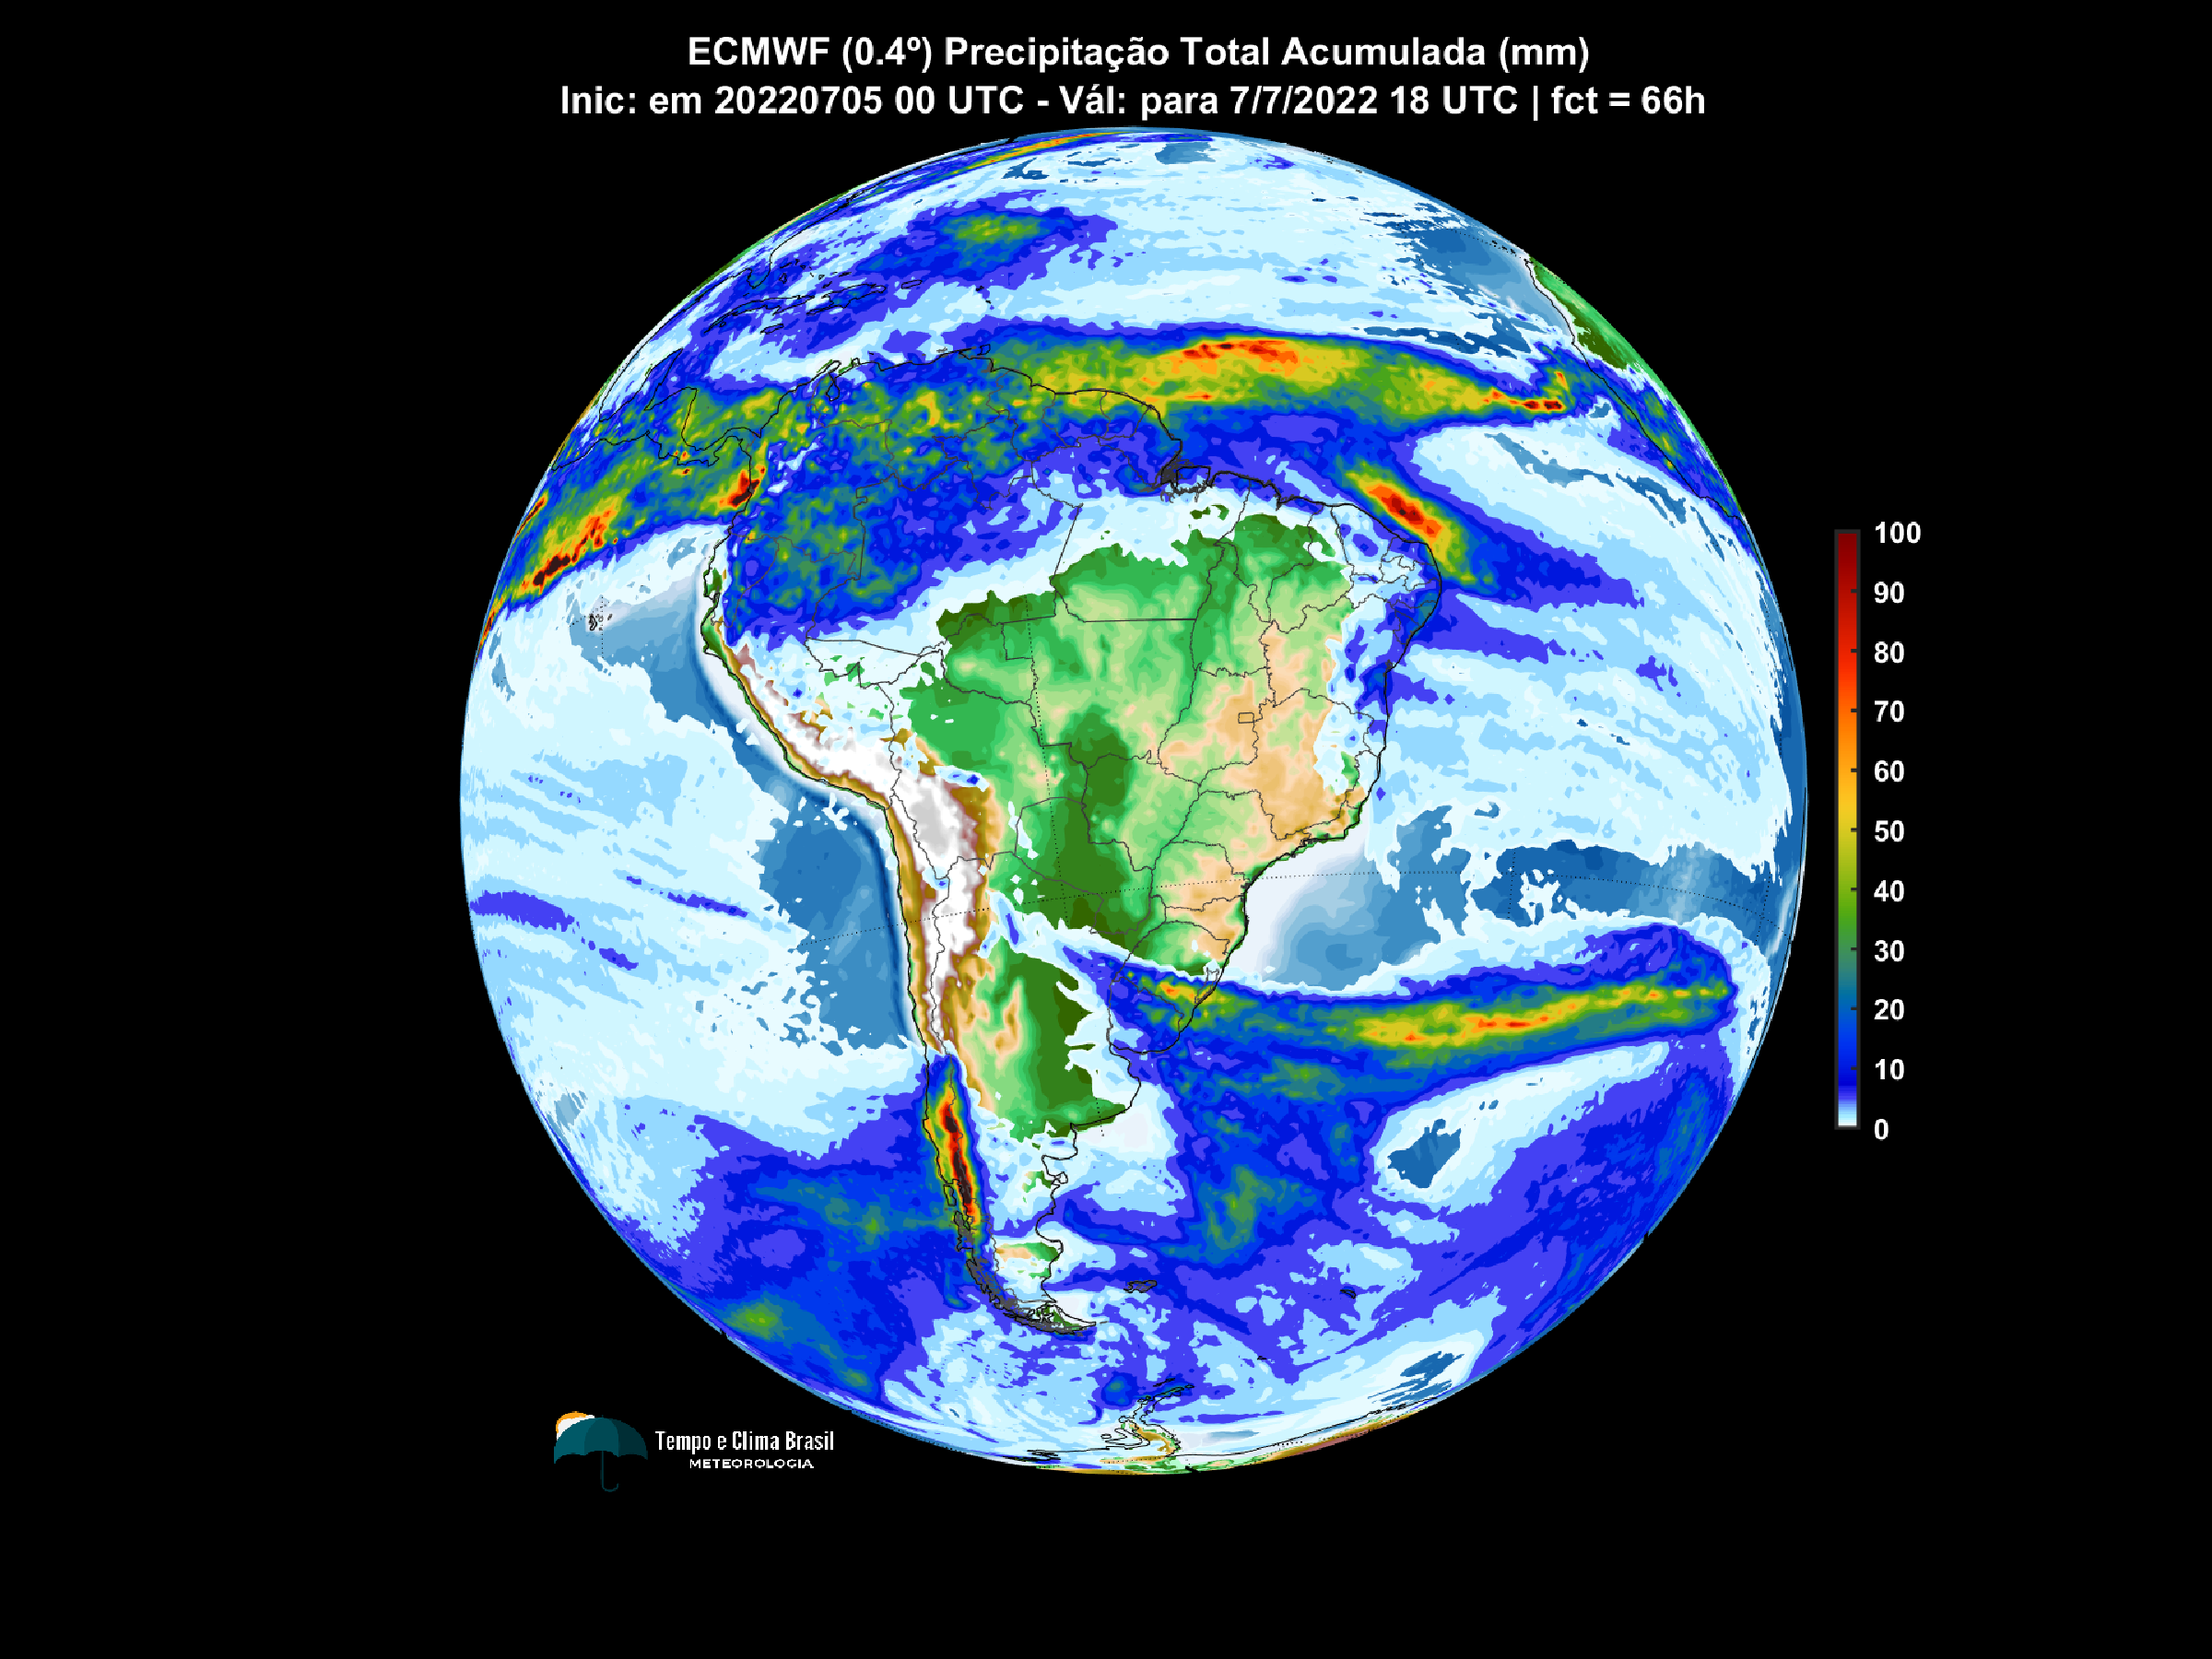 ECMWF (0.4º) Precipitação Total Acumulada (mm)
Inic: em 20220705 00 UTC - Vál: para 7/7/2022 18 UTC | fct = 66h
100
90
80
70
60
50
40
30
20
10
0
Tempo e Clima Brasil
METEOROLOGIA